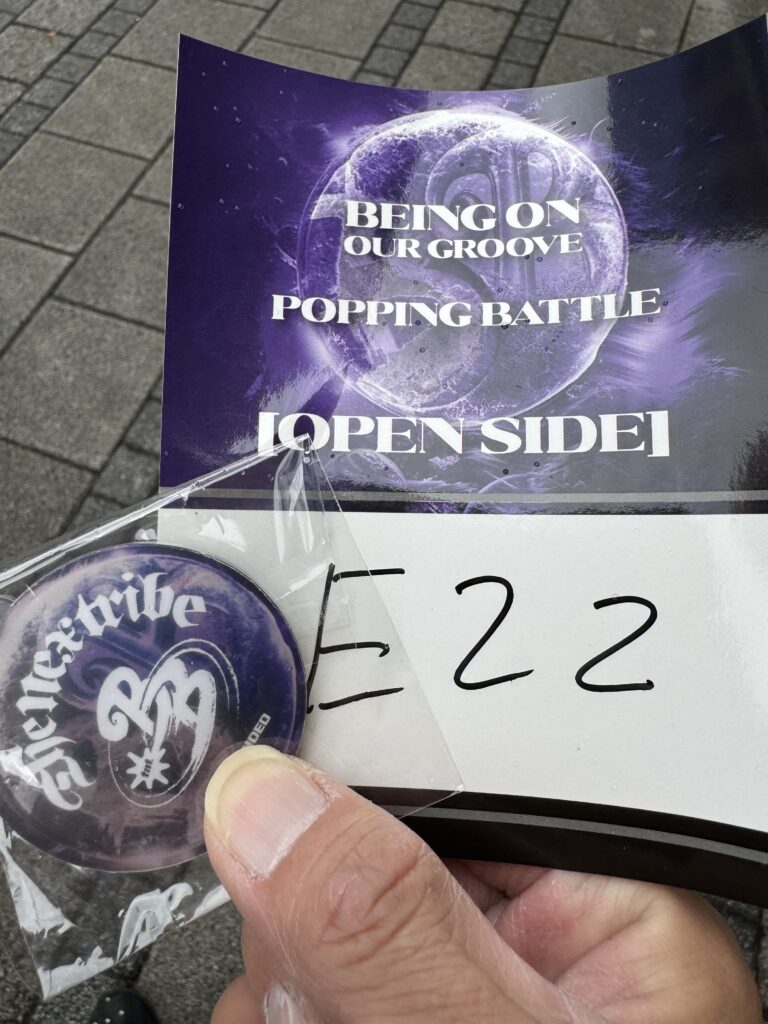 BEING ON
OUR GROOVE
POPPING BATTLE
[OPEN SIDE]
E22
thenextribe